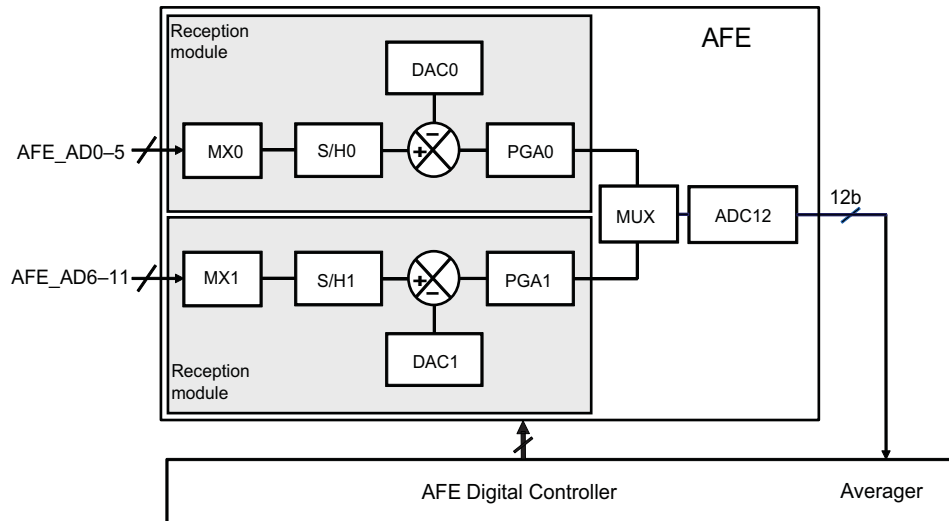 Reception
module
AFE
DAC0
AFE_AD0–5
MX0
S/H0
−
+
PGA0
MUX
ADC12
12b
AFE_AD6–11
MX1
S/H1
+
−
PGA1
DAC1
Reception
module
AFE Digital Controller
Averager